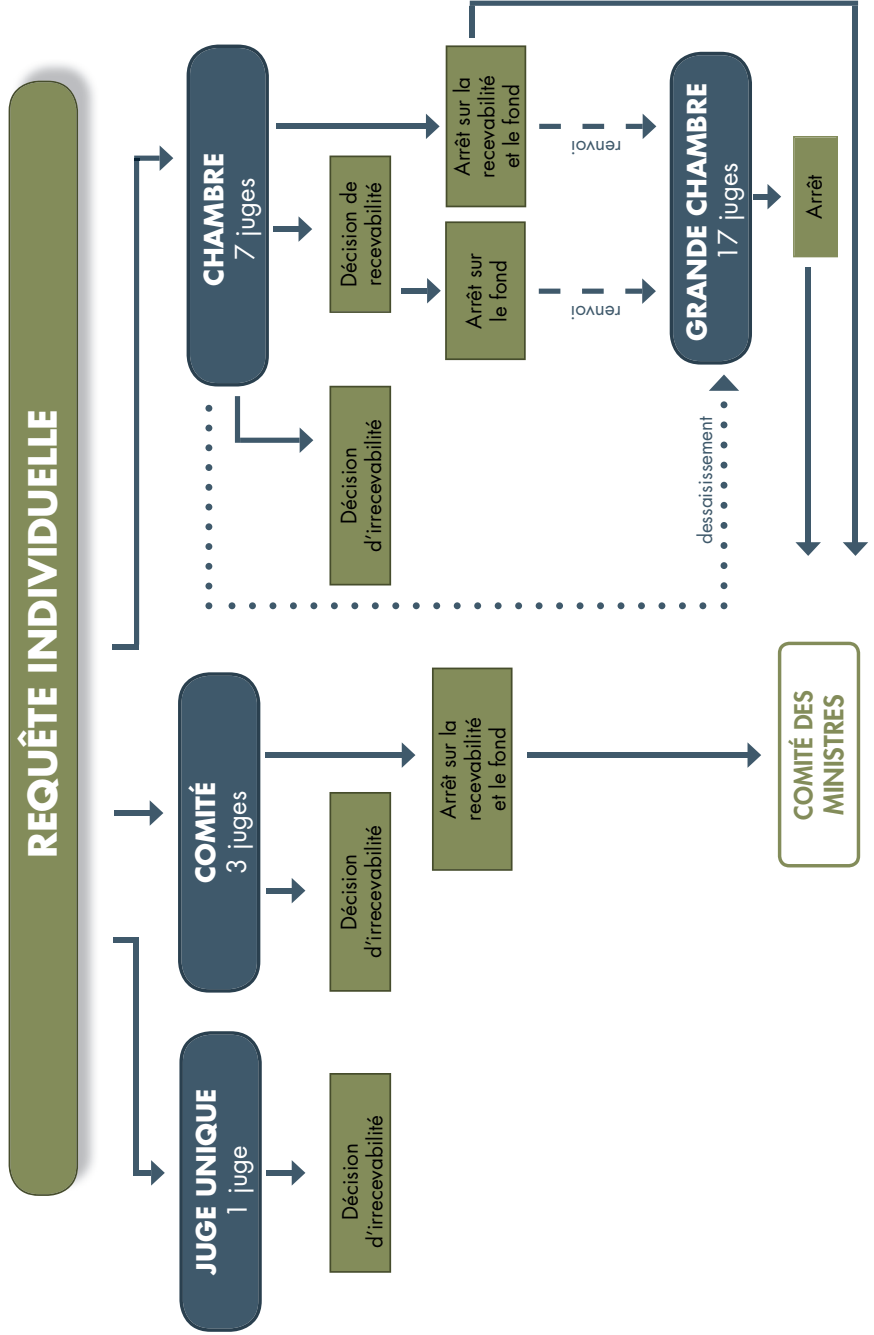 REQUÊTE INDIVIDUELLE
JUGE UNIQUE
1 juge
COMITÉ
3 juges
CHAMBRE
7 juges
Décision
d'irrecevabilité
Décision
d'irrecevabilité
Décision
d'irrecevabilité
Décision de
recevabilité
Arrêt sur la
recevabilité
et le fond
Arrêt sur
le fond
Arrêt sur la
recevabilité
et le fond
renvoi
renvoi
dessaisissement
GRANDE CHAMBRE
17 juges
COMITÉ DES
MINISTRES
Arrêt